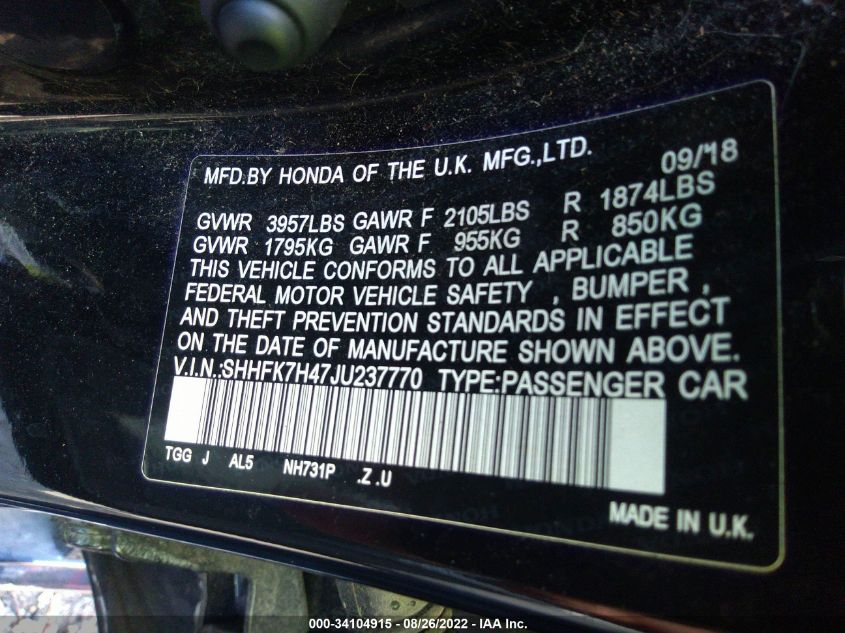 MFD.BY HONDA OF THE U.K. MFG.,LTD. 09/18
GVWR 3957LBS GAWR F 2105LBS R 1874LBS
GVWR 1795KG GAWR F 955KG R 850KG
THIS VEHICLE CONFORMS TO ALL APPLICABLE
FEDERAL MOTOR VEHICLE SAFETY , BUMPER ,
AND THEFT PREVENTION STANDARDS IN EFFECT
ON THE DATE OF MANUFACTURE SHOWN ABOVE.
V.I.N.:SHHFK7H47JU237770 TYPE:PASSENGER CAR
TGG J AL5 NH731P .Z .U
MADE IN U.K.
000-34104915 - 08/26/2022 - IAA Inc.